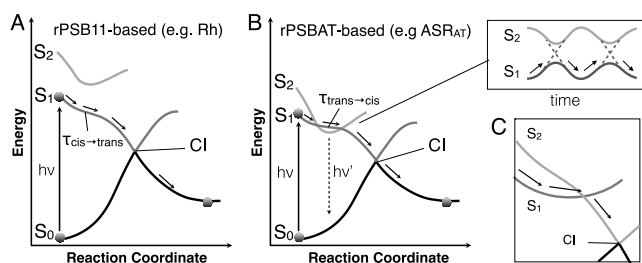 A
rPSB11-based (e.g. Rh)
S2
S1
τcis→trans
CI
hν
S0
Energy
Reaction Coordinate
B
rPSBAT-based (e.g ASRAT)
S2
S1
τtrans→cis
CI
hν
hν'
S0
Energy
Reaction Coordinate
S2
S1
time
C
S2
S1
CI